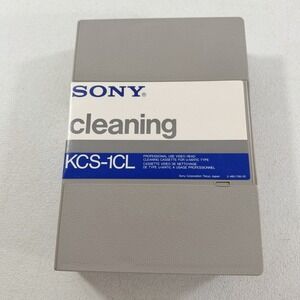 SONY®
cleaning
KCS-1CL
PROFESSIONAL USE VIDEO HEAD
CLEANING CASSETTE FOR U-MATIC TYPE
CASSETTE VIDEO DE NETTOYAGE
DE TYPE U-MATIC A USAGE PROFESSIONNEL
Sony Corporation Tokyo, Japan